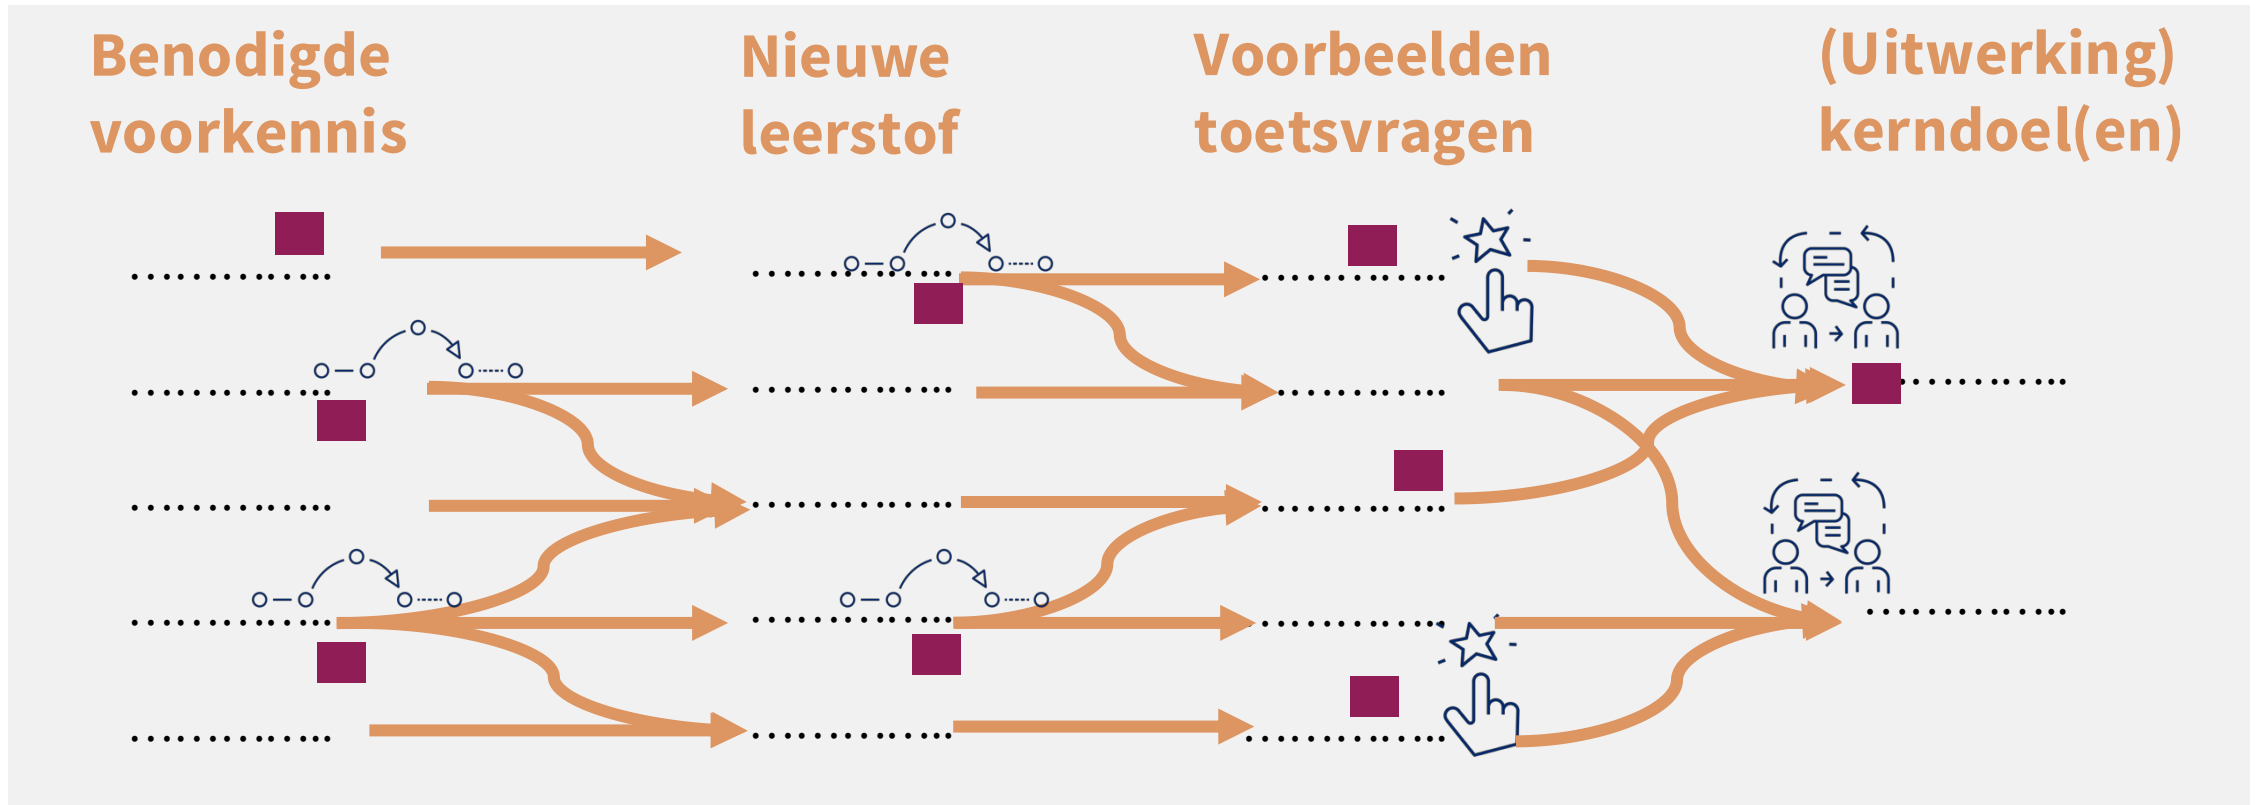 Benodigde
voorkennis
Nieuwe
leerstof
Voorbeelden
toetsvragen
(Uitwerking)
kerndoel(en)